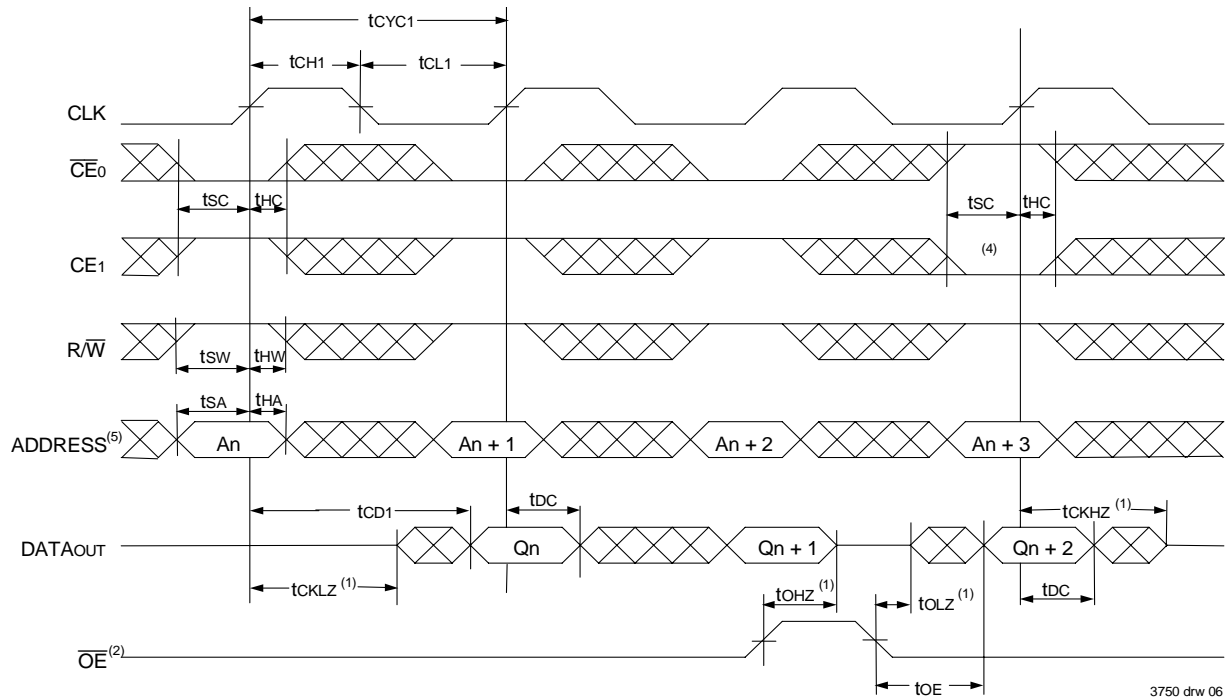 tCYC1
tCH1 tCL1
CLK
CE0
tSC tHC tSC tHC
CE1 (4)
R/W
tSW tHW
tSA tHA
ADDRESS(5) An An + 1 An + 2 An + 3
tCD1 tDC tCKHZ (1)
DATAOUT Qn Qn + 1 Qn + 2
tCKLZ (1) tOHZ (1) tOLZ (1) tDC
OE(2)
tOE
3750 drw 06